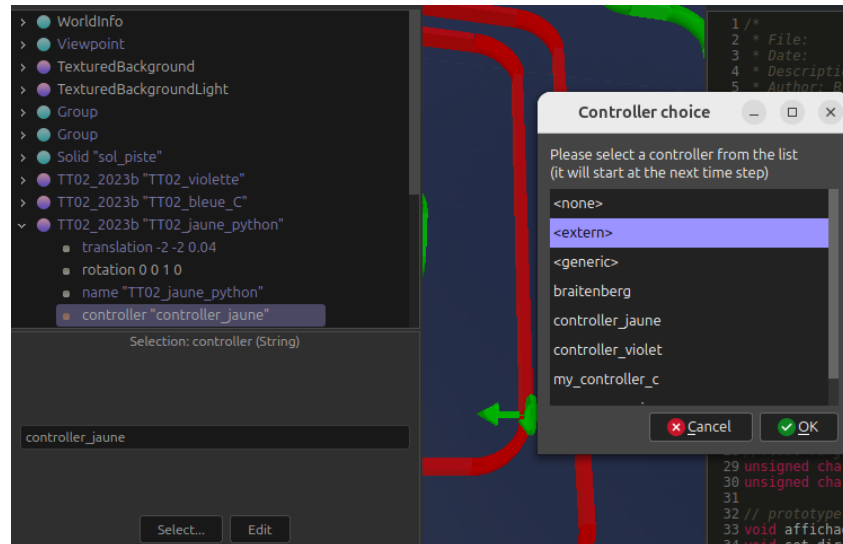 WorldInfo
Viewpoint
TexturedBackground
TexturedBackgroundLight
Group
Group
Solid "sol_piste"
TT02_2023b "TT02_violette"
TT02_2023b "TT02_bleue_C"
TT02_2023b "TT02_jaune_python"
translation -2 -2 0.04
rotation 0 0 1 0
name "TT02_jaune_python"
controller "controller_jaune"
Selection: controller (String)
controller_jaune
Select...
Edit
1 /*
2 * File:
3 * Date:
4 * Descripti
5 * Author: B
Controller choice
Please select a controller from the list
(it will start at the next time step)
<none>
<extern>
<generic>
braitenberg
controller_jaune
controller_violet
my_controller_c
Cancel
OK
29 unsigned cha
30 unsigned cha
31
32 // prototype
33 void affichag